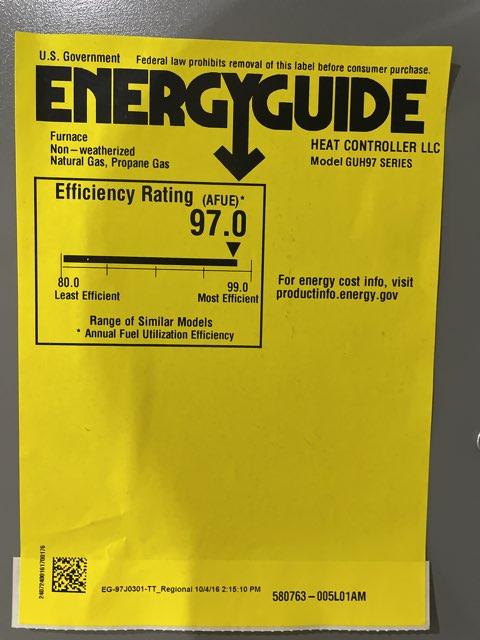 U.S. Government Federal law prohibits removal of this label before consumer purchase.
ENERGYGUIDE
Furnace
Non-weatherized
Natural Gas, Propane Gas
HEAT CONTROLLER LLC
Model GUH97 SERIES
Efficiency Rating (AFUE)*
97.0
80.0
Least Efficient
99.0
Most Efficient
Range of Similar Models
* Annual Fuel Utilization Efficiency
For energy cost info, visit
productinfo.energy.gov
EG-97J0301-TT_Regional 10/4/16 2:15:10 PM
580763-005L01AM